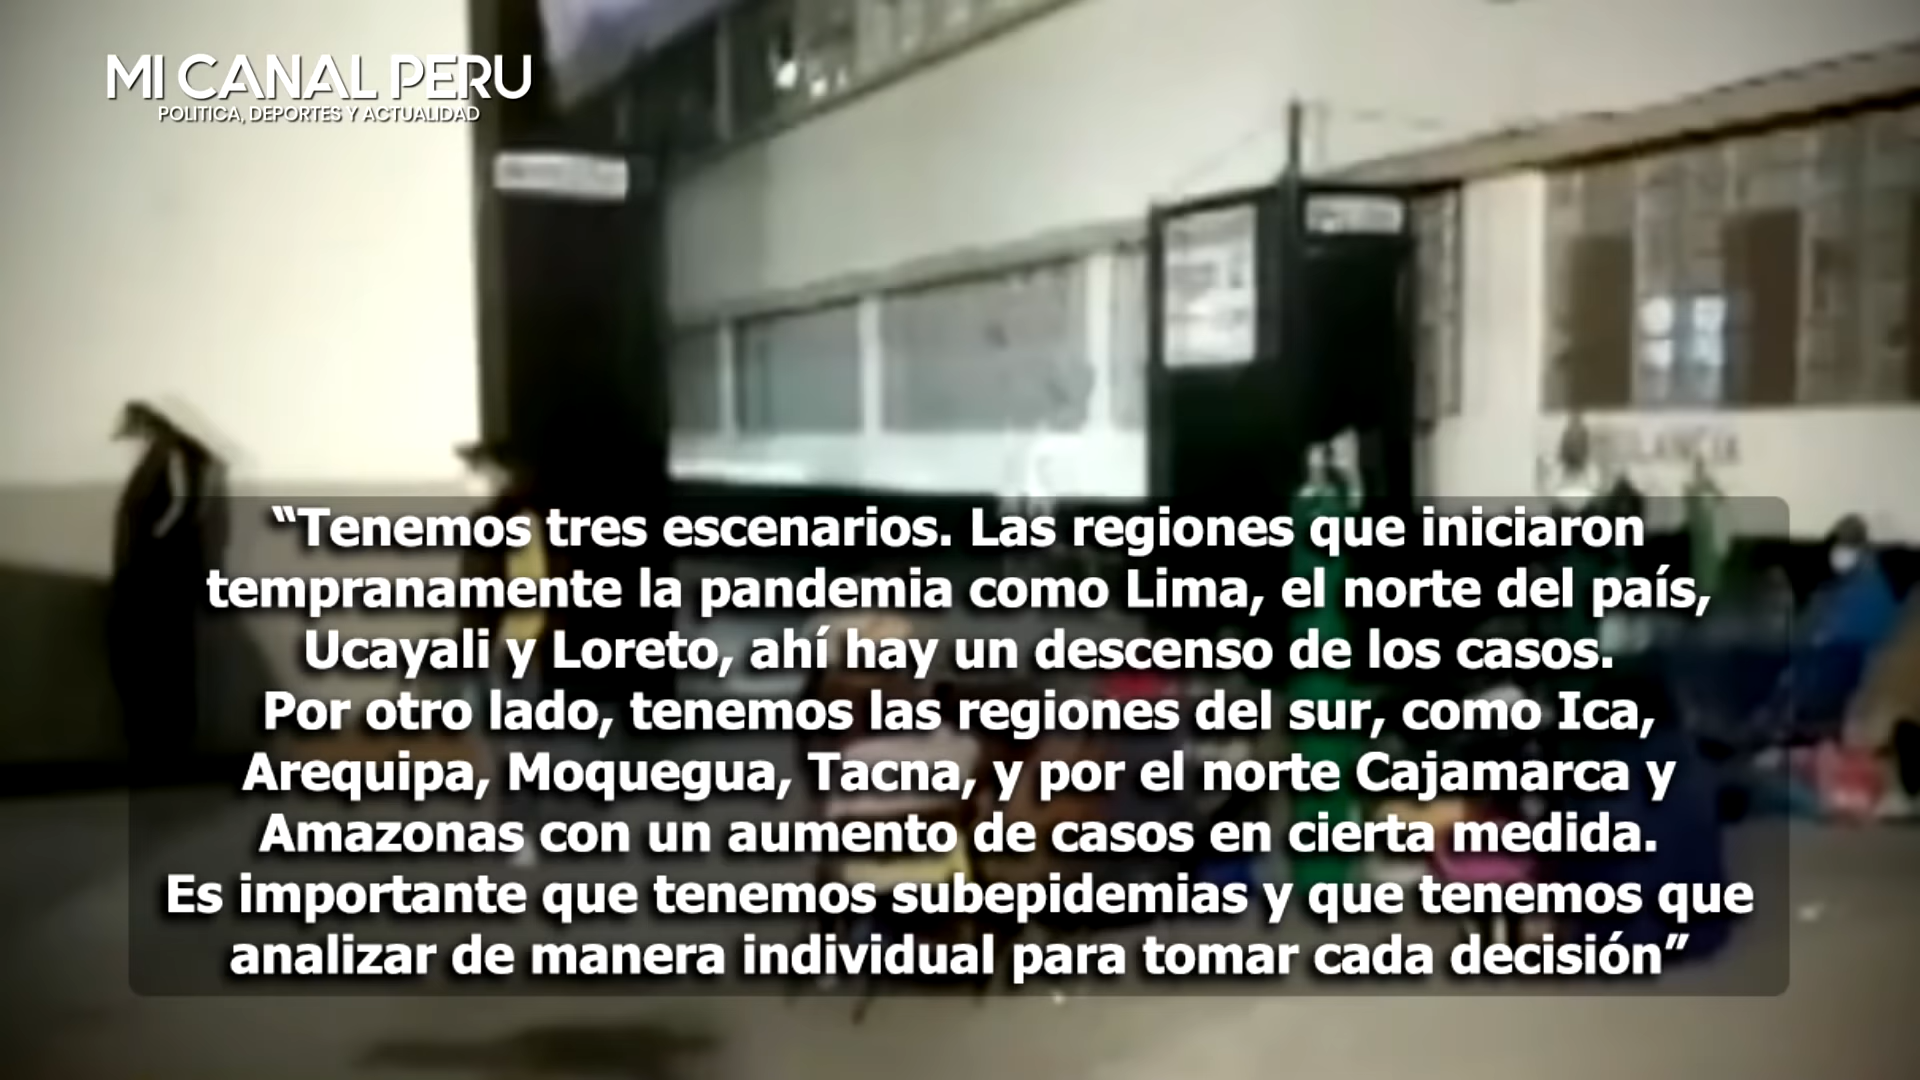 MI CANAL PERU
POLITICA, DEPORTES Y ACTUALIDAD
“Tenemos tres escenarios. Las regiones que iniciaron
tempranamente la pandemia como Lima, el norte del país,
Ucayali y Loreto, ahí hay un descenso de los casos.
Por otro lado, tenemos las regiones del sur, como Ica,
Arequipa, Moquegua, Tacna, y por el norte Cajamarca y
Amazonas con un aumento de casos en cierta medida.
Es importante que tenemos subepidemias y que tenemos que
analizar de manera individual para tomar cada decisión”